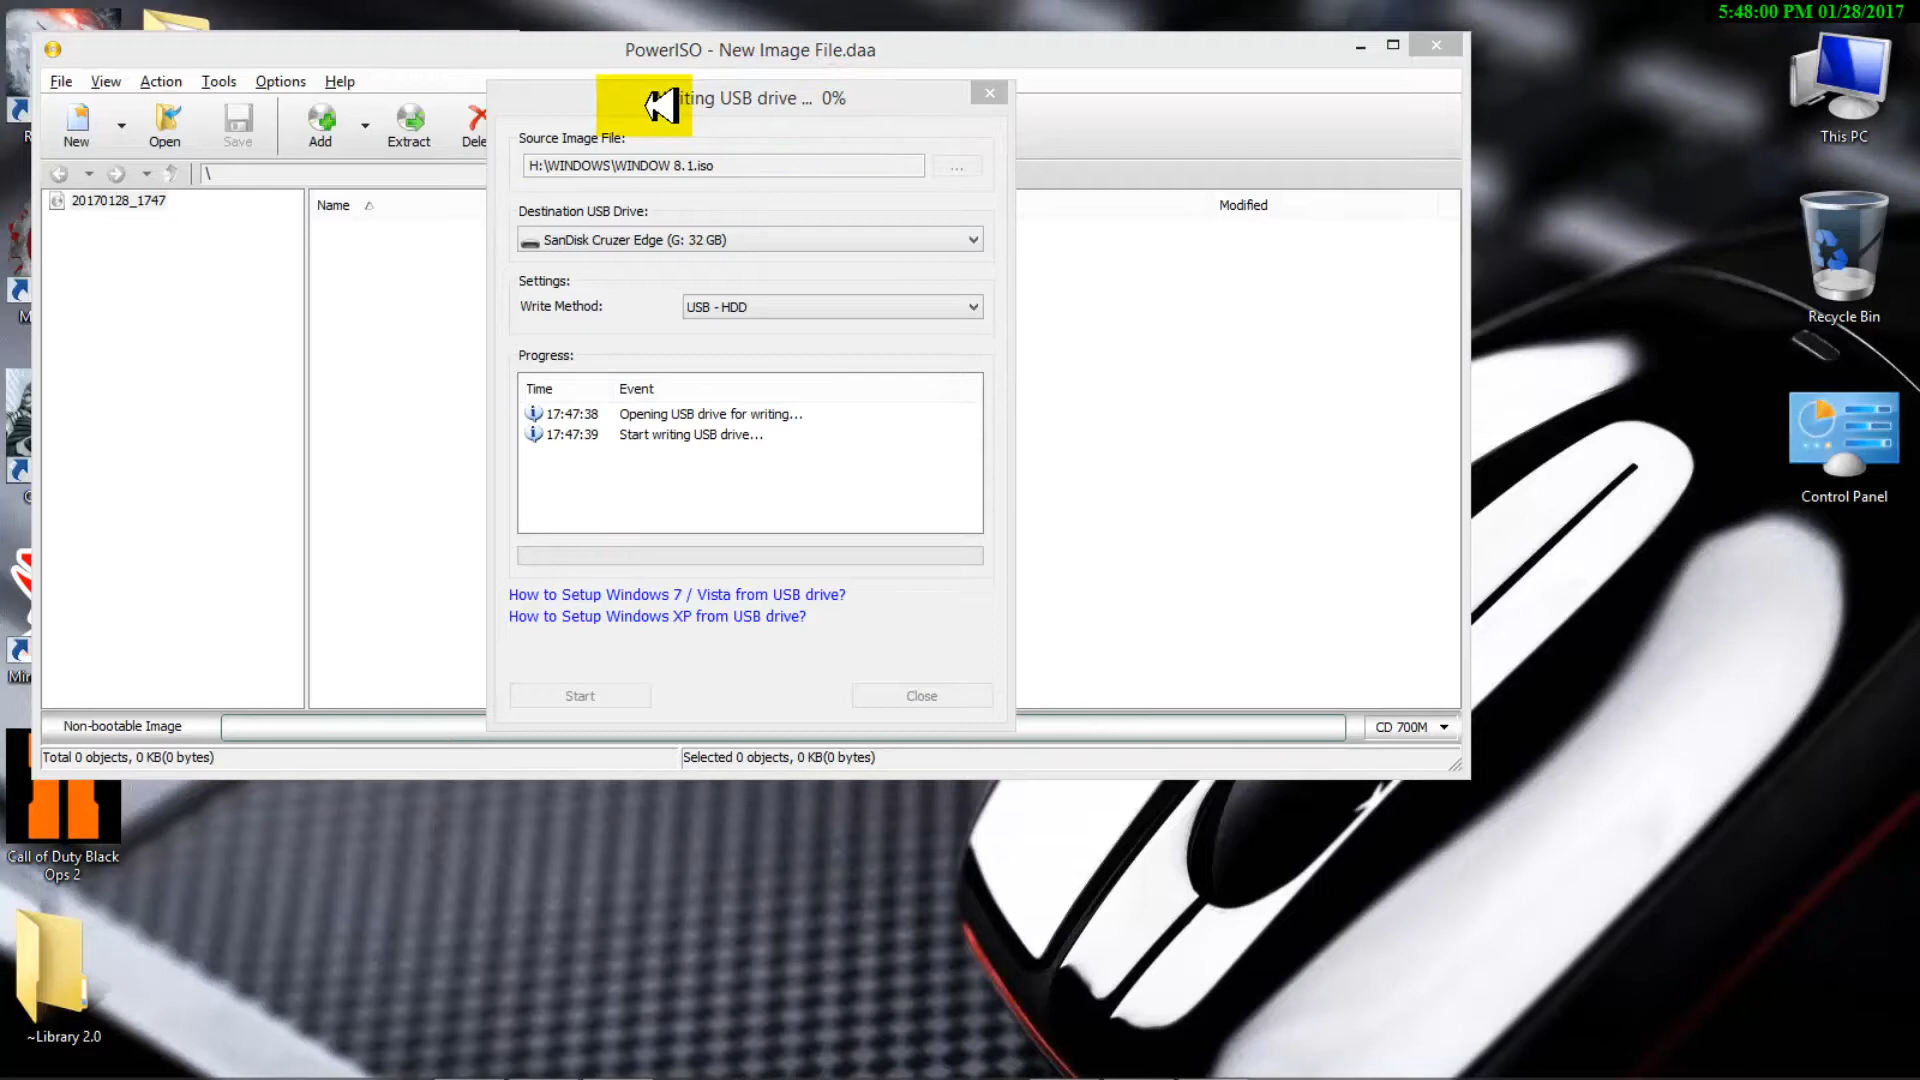 5:48:00 PM 01/28/2017
PowerISO - New Image File.daa
File View Action Tools Options Help
New
Open
Save
Add
Extract
iting USB drive ... 0%
Source Image File:
H:\WINDOWS\WINDOW 8.1.iso
...
\
20170128_1747
Name
Modified
Destination USB Drive:
SanDisk Cruzer Edge (G: 32 GB)
Settings:
Write Method:
USB - HDD
Progress:
Time Event
17:47:38 Opening USB drive for writing...
17:47:39 Start writing USB drive...
How to Setup Windows 7 / Vista from USB drive?
How to Setup Windows XP from USB drive?
Start
Close
Non-bootable Image
CD 700M
Total 0 objects, 0 KB(0 bytes)
Selected 0 objects, 0 KB(0 bytes)
This PC
Recycle Bin
Control Panel
Call of Duty Black
Ops 2
~Library 2.0